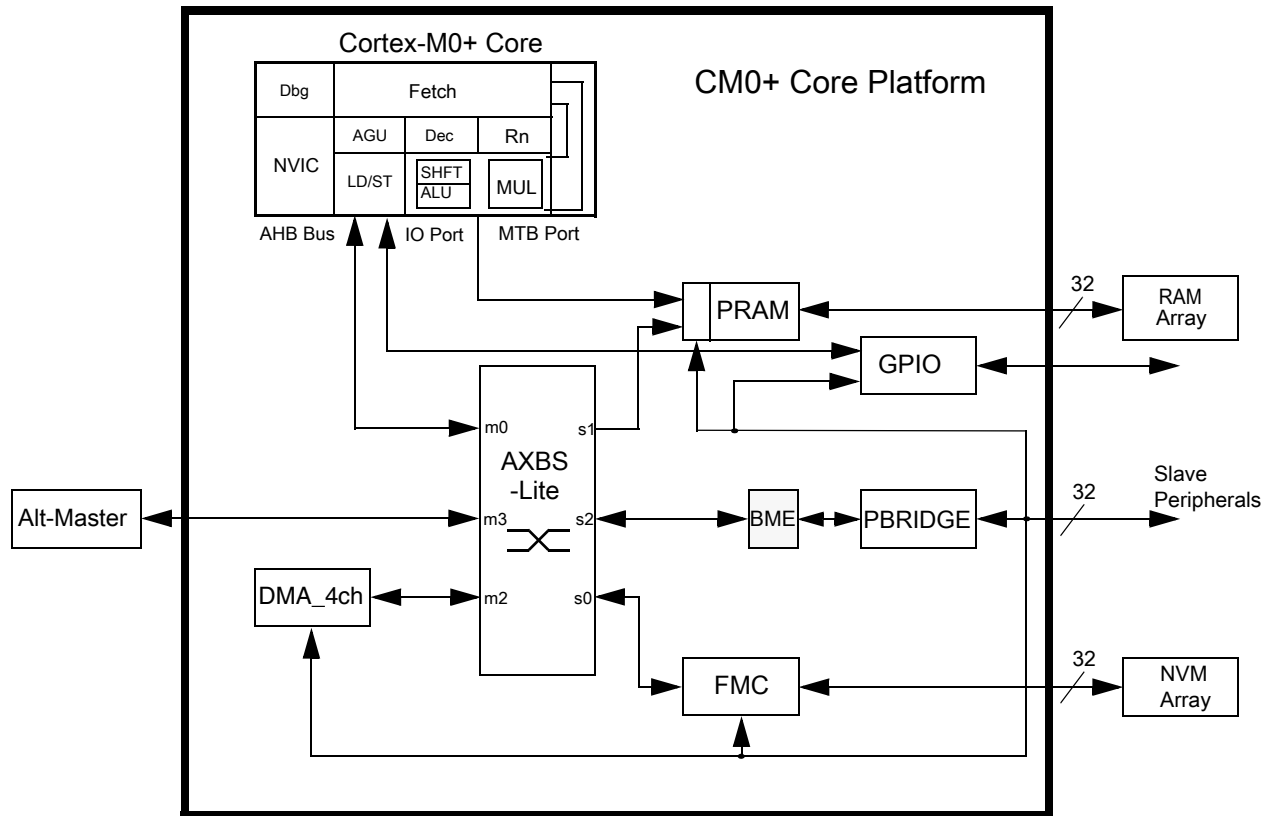 Cortex-M0+ Core
CM0+ Core Platform
Dbg
Fetch
AGU
Dec
Rn
NVIC
LD/ST
SHFT
ALU
MUL
AHB Bus
IO Port
MTB Port
PRAM
32
RAM
Array
GPIO
m0
s1
AXBS
-Lite
Alt-Master
m3
s2
BME
PBRIDGE
32
Slave
Peripherals
DMA_4ch
m2
s0
FMC
32
NVM
Array